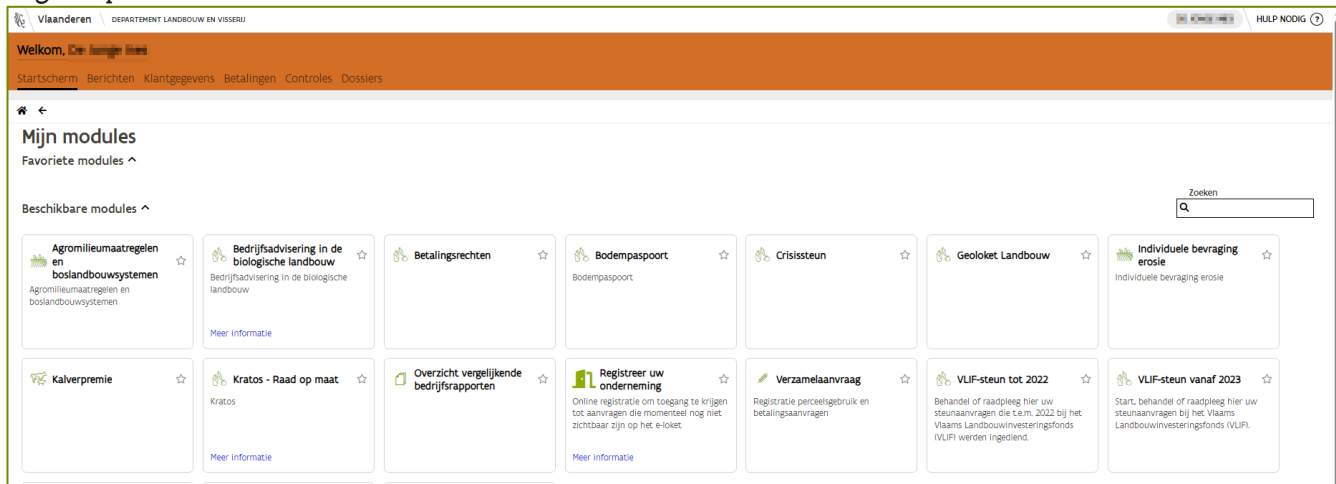 Vlaanderen
DEPARTEMENT LANDBOUW EN VISSERIJ
HULP NODIG ?
Welkom,
Startscherm Berichten Klantgegevens Betalingen Controles Dossiers
Mijn modules
Favoriete modules
Zoeken
Beschikbare modules
Agromilieumaatregelen
en
boslandbouwsystemen
Agromilieumaatregelen en
boslandbouwsystemen
Bedrijfsadvisering in de
biologische landbouw
Bedrijfsadvisering in de biologische
landbouw
Meer informatie
Betalingsrechten
Bodempaspoort
Bodempaspoort
Crisissteun
Geoloket Landbouw
Individuele bevraging
erosie
Individuele bevraging erosie
Kalverpremie
Kratos - Raad op maat
Kratos
Meer informatie
Overzicht vergelijkende
bedrijfsrapporten
Registreer uw
onderneming
Online registratie om toegang te krijgen
tot aanvragen die momenteel nog niet
zichtbaar zijn op het e-loket
Meer informatie
Verzamelaanvraag
Registratie perceelsgebruik en
betalingsaanvragen
VLIF-steun tot 2022
Behandel of raadpleeg hier uw
steunaanvragen die t.e.m. 2022 bij het
Vlaams Landbouwinvesteringsfonds
(VLIF) werden ingediend.
VLIF-steun vanaf 2023
Start, behandel of raadpleeg hier uw
steunaanvragen bij het Vlaams
Landbouwinvesteringsfonds (VLIF).